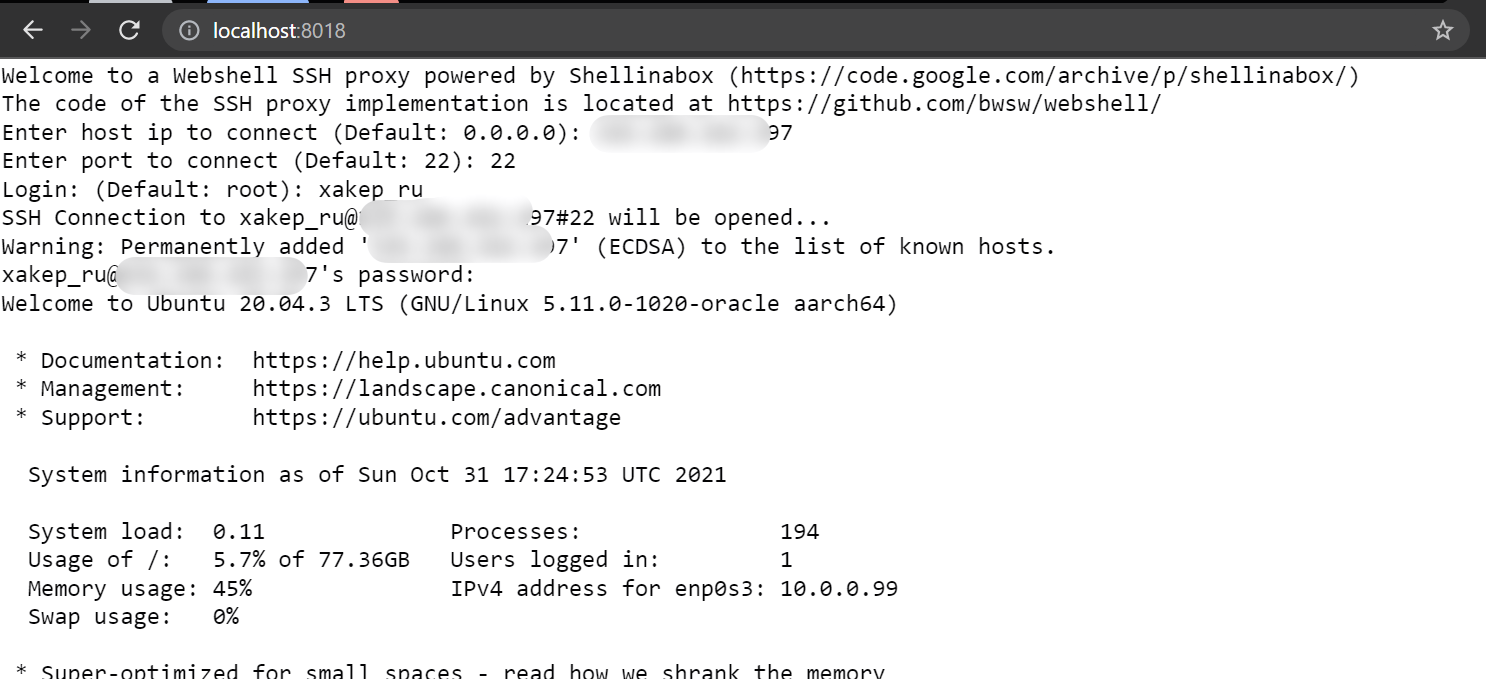 localhost:8018
Welcome to a Webshell SSH proxy powered by Shellinabox (https://code.google.com/archive/p/shellinabox/)
The code of the SSH proxy implementation is located at https://github.com/bwsw/webshell/
Enter host ip to connect (Default: 0.0.0.0): 97
Enter port to connect (Default: 22): 22
Login: (Default: root): xakep_ru
SSH Connection to xakep_ru@97#22 will be opened...
Warning: Permanently added '7' (ECDSA) to the list of known hosts.
xakep_ru@7's password:
Welcome to Ubuntu 20.04.3 LTS (GNU/Linux 5.11.0-1020-oracle aarch64)
* Documentation: https://help.ubuntu.com
* Management: https://landscape.canonical.com
* Support: https://ubuntu.com/advantage
System information as of Sun Oct 31 17:24:53 UTC 2021
System load: 0.11 Processes: 194
Usage of /: 5.7% of 77.36GB Users logged in: 1
Memory usage: 45% IPv4 address for enp0s3: 10.0.0.99
Swap usage: 0%
* Super-optimized for small spaces - read how we shrank the memory